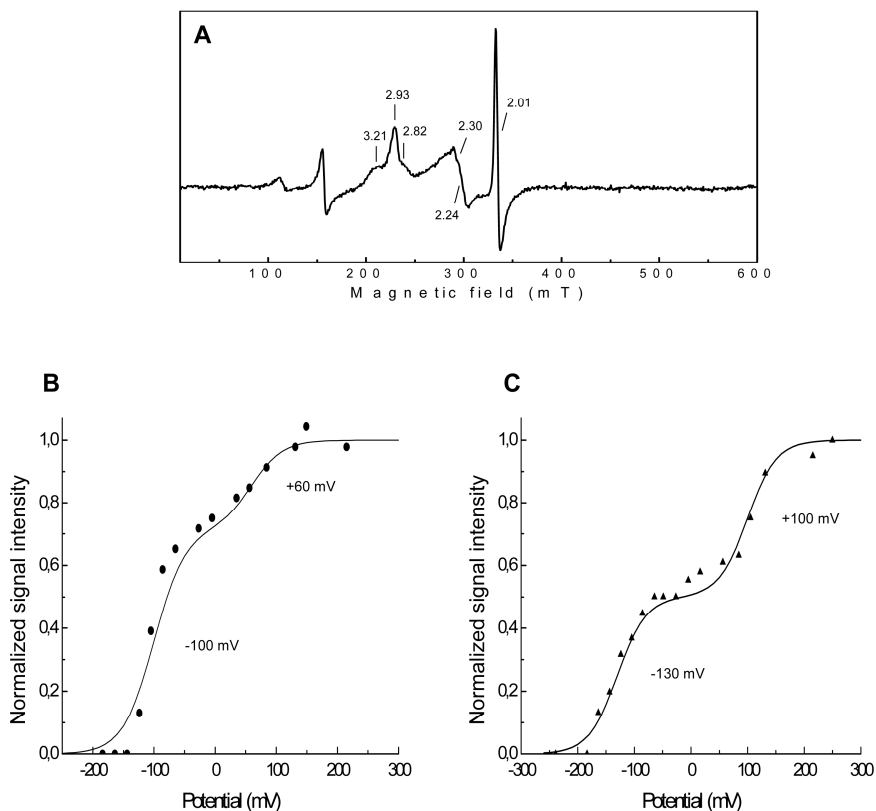 A
2.93
3.21
2.82
2.30
2.01
2.24
100 200 300 400 500 600
Magnetic field (mT)
B
1,0
0,8
0,6
0,4
0,2
0,0
+60 mV
-100 mV
-200 -100 0 100 200 300
Normalized signal intensity
Potential (mV)
C
1,0
0,8
0,6
0,4
0,2
0,0
+100 mV
-130 mV
-300 -200 -100 0 100 200 300
Normalized signal intensity
Potential (mV)